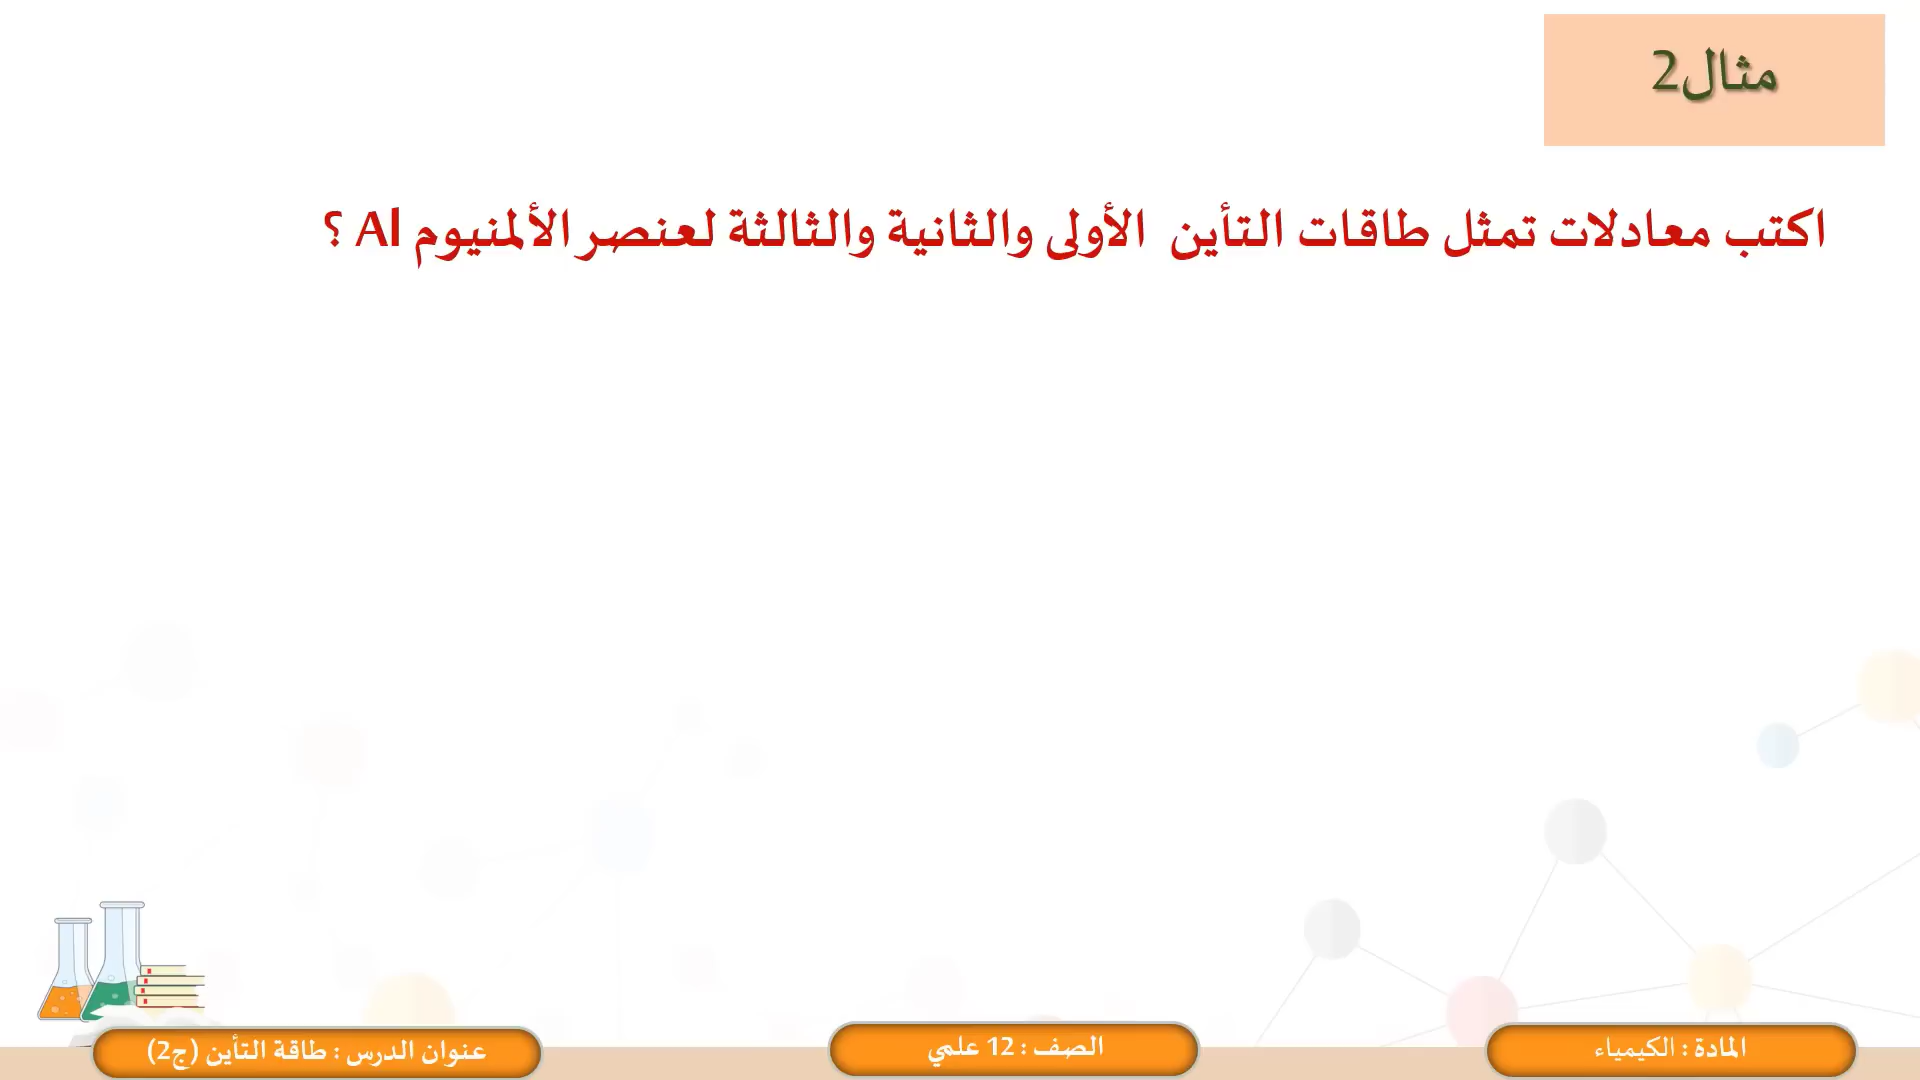 مثال2
اكتب معادلات تمثل طاقات التأين الأولى والثانية والثالثة لعنصر الألمنيوم Al ؟
المادة : الكيمياء
الصف : 12 علمي
عنوان الدرس : طاقة التأين (ج2)